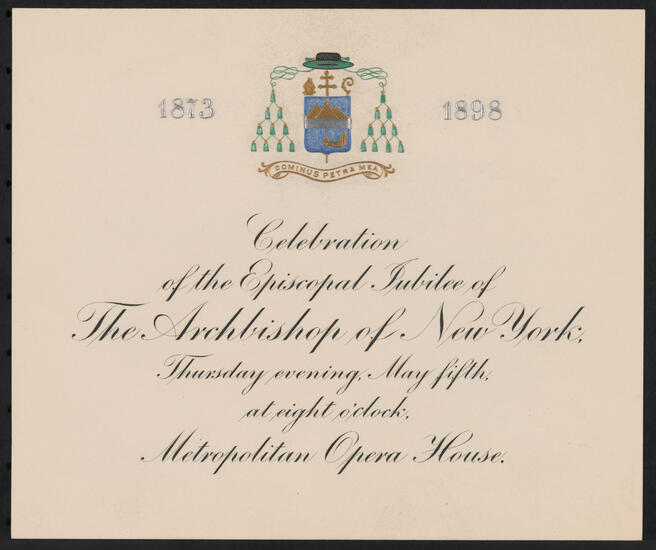 1873 1898
DOMINUS PETRA MEA
Celebration
of the Episcopal Jubilee of
The Archbishop of New York,
Thursday evening, May fifth,
at eight o'clock,
Metropolitan Opera House.